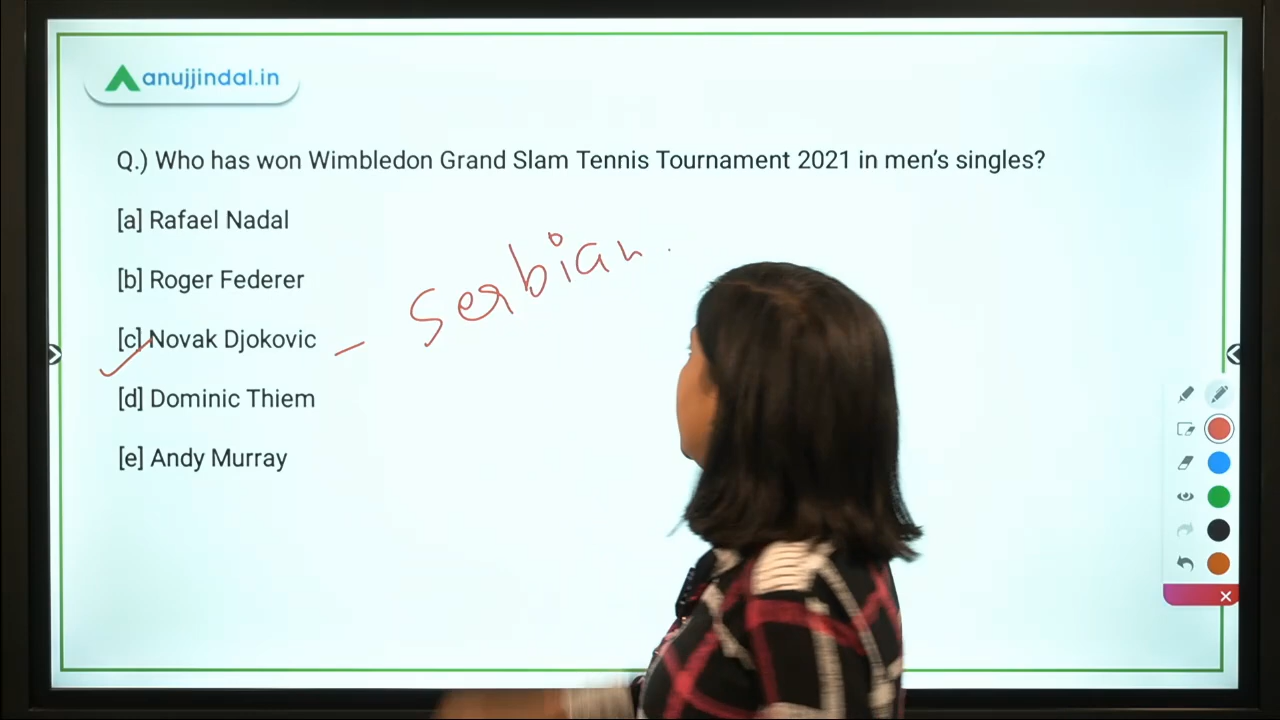 anujjindal.in
Q.) Who has won Wimbledon Grand Slam Tennis Tournament 2021 in men's singles?
[a] Rafael Nadal
[b] Roger Federer
[c] Novak Djokovic - Serbian
[d] Dominic Thiem
[e] Andy Murray